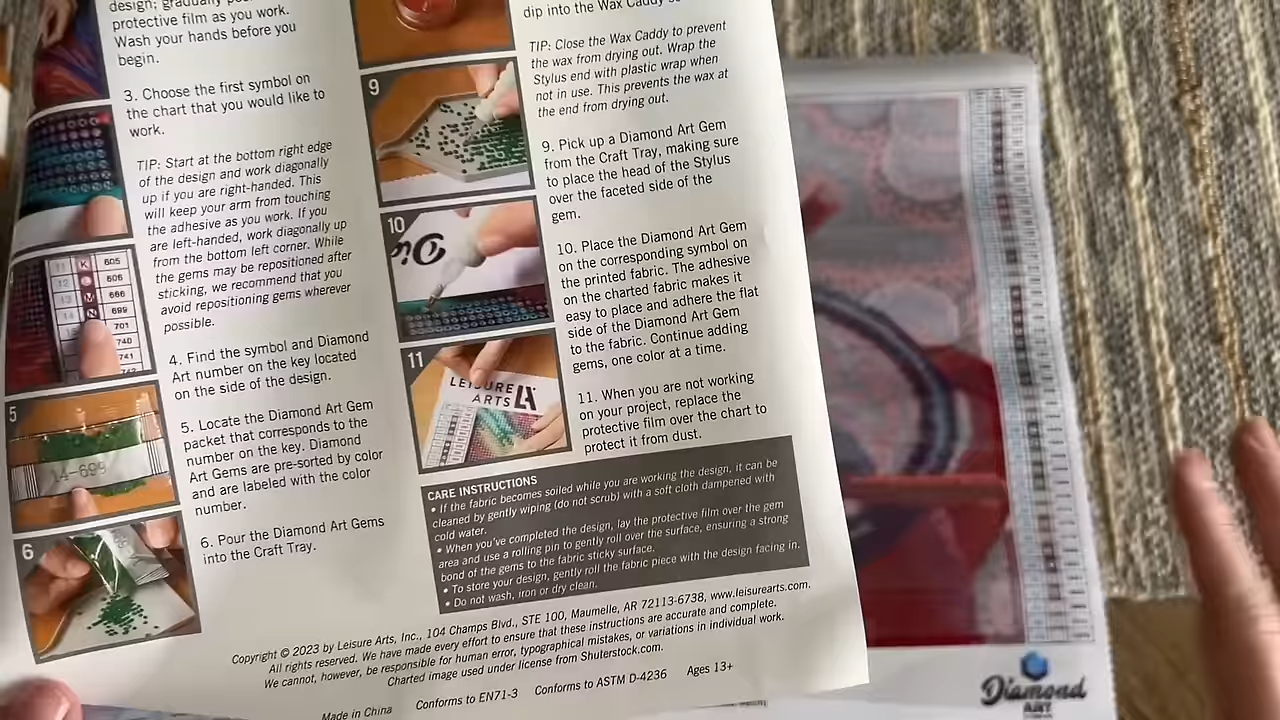 protective film as you work.
Wash your hands before you
begin.
3. Choose the first symbol on
the chart that you would like to
work.
TIP: Start at the bottom right edge
of the design and work diagonally
up if you are right-handed. This
will keep your arm from touching
the adhesive as you work. If you
are left-handed, work diagonally up
from the bottom left corner. While
the gems may be repositioned after
sticking, we recommend that you
avoid repositioning gems wherever
possible.
4. Find the symbol and Diamond
Art number on the key located
on the side of the design.
5. Locate the Diamond Art Gem
packet that corresponds to the
number on the key. Diamond
Art Gems are pre-sorted by color
and are labeled with the color
number.
6. Pour the Diamond Art Gems
into the Craft Tray.
11 K 605
12 L 606
13 M 666
14 N 699
701
740
741
5
14-699
6
dip into the Wax Caddy
TIP: Close the Wax Caddy to prevent
the wax from drying out. Wrap the
Stylus end with plastic wrap when
not in use. This prevents the wax at
the end from drying out.
9
9. Pick up a Diamond Art Gem
from the Craft Tray, making sure
to place the head of the Stylus
over the faceted side of the
gem.
10
10. Place the Diamond Art Gem
on the corresponding symbol on
the printed fabric. The adhesive
on the charted fabric makes it
easy to place and adhere the flat
side of the Diamond Art Gem
to the fabric. Continue adding
gems, one color at a time.
11
LEISURE
ARTS LA
11. When you are not working
on your project, replace the
protective film over the chart to
protect it from dust.
CARE INSTRUCTIONS
• If the fabric becomes soiled while you are working the design, it can be
cleaned by gently wiping (do not scrub) with a soft cloth dampened with
cold water.
• When you've completed the design, lay the protective film over the gem
area and use a rolling pin to gently roll over the surface, ensuring a strong
bond of the gems to the fabric sticky surface.
• To store your design, gently roll the fabric piece with the design facing in.
• Do not wash, iron or dry clean.
Copyright © 2023 by Leisure Arts, Inc., 104 Champs Blvd., STE 100, Maumelle, AR 72113-6738, www.leisurearts.com.
All rights reserved. We have made every effort to ensure that these instructions are accurate and complete.
We cannot, however, be responsible for human error, typographical mistakes, or variations in individual work.
Charted image used under license from Shutterstock.com.
Made in China Conforms to EN71-3 Conforms to ASTM D-4236 Ages 13+
Diamond
ART